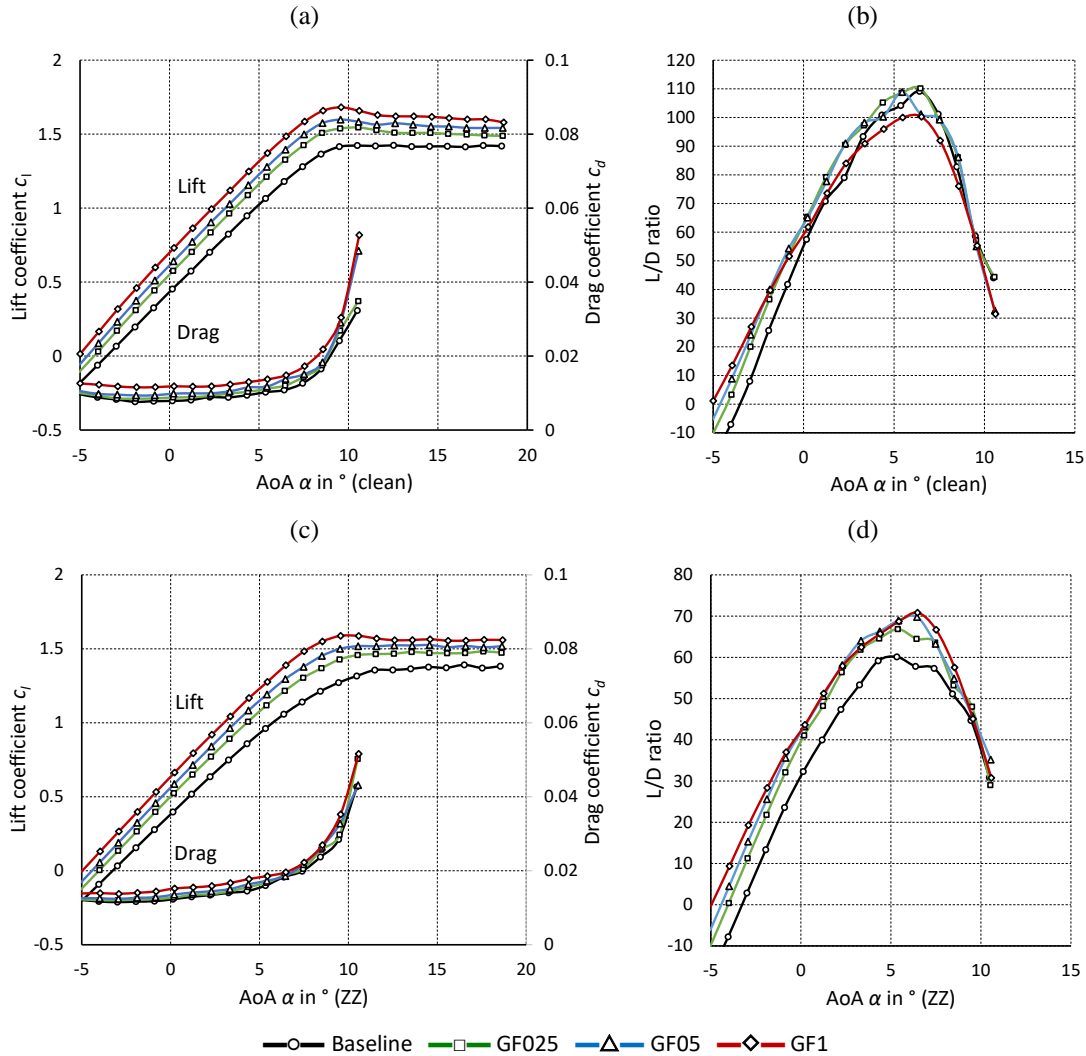 (a)
(b)
2
1.5
1
0.5
0
-0.5
Lift coefficient cl
0.1
0.08
0.06
0.04
0.02
0
Drag coefficient cd
Lift
Drag
-5 0 5 10 15 20
AoA α in ° (clean)
120
110
100
90
80
70
60
50
40
30
20
10
0
-10
L/D ratio
-5 0 5 10 15
AoA α in ° (clean)
(c)
(d)
2
1.5
1
0.5
0
-0.5
Lift coefficient cl
0.1
0.08
0.06
0.04
0.02
0
Drag coefficient cd
Lift
Drag
-5 0 5 10 15 20
AoA α in ° (ZZ)
80
70
60
50
40
30
20
10
0
-10
L/D ratio
-5 0 5 10 15
AoA α in ° (ZZ)
Baseline GF025 GF05 GF1